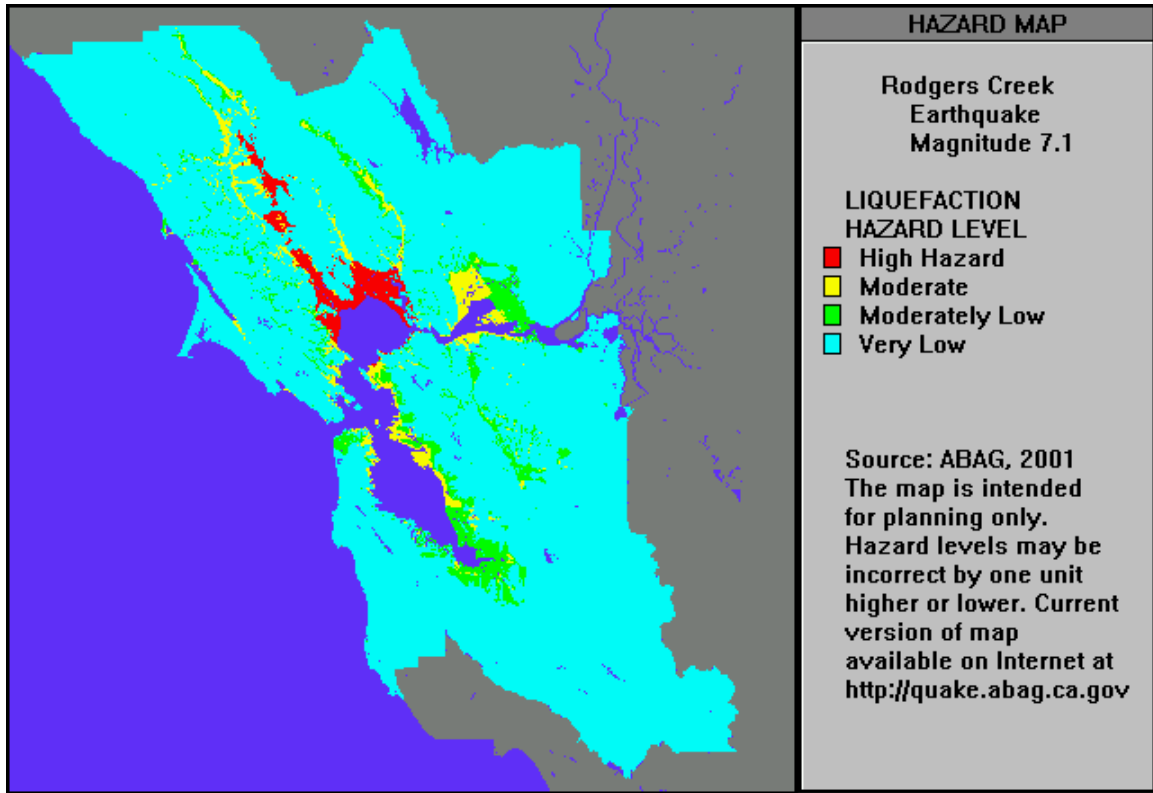 HAZARD MAP
Rodgers Creek
Earthquake
Magnitude 7.1
LIQUEFACTION
HAZARD LEVEL
High Hazard
Moderate
Moderately Low
Very Low
Source: ABAG, 2001
The map is intended
for planning only.
Hazard levels may be
incorrect by one unit
higher or lower. Current
version of map
available on Internet at
http://quake.abag.ca.gov